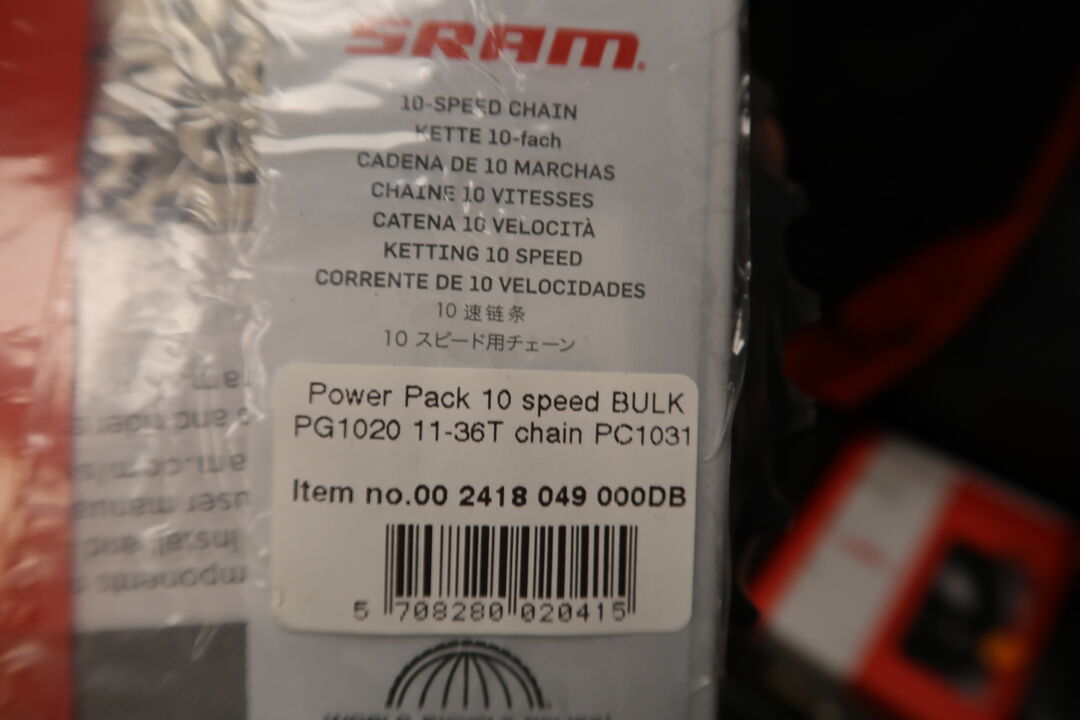 SRAM.
10-SPEED CHAIN
KETTE 10-fach
CADENA DE 10 MARCHAS
CHAINE 10 VITESSES
CATENA 10 VELOCITÀ
KETTING 10 SPEED
CORRENTE DE 10 VELOCIDADES
10 速链条
10 スピード用チェーン
Power Pack 10 speed BULK
PG1020 11-36T chain PC1031
Item no.00 2418 049 000DB
5 708280 020415